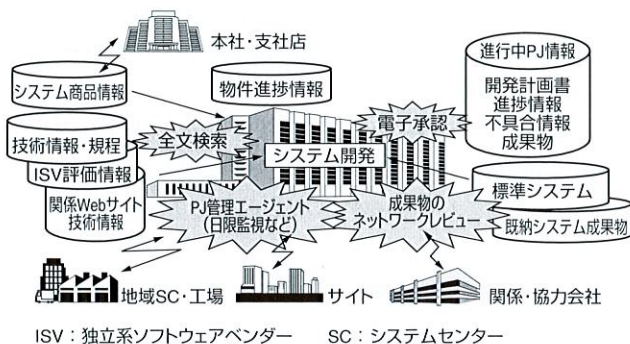 本社・支社店
システム商品情報
物件進捗情報
進行中PJ情報
開発計画書
進捗情報
不具合情報
成果物
技術情報・規程
全文検索
電子承認
システム開発
ISV評価情報
関係Webサイト
技術情報
PJ管理エージェント
(日限監視など)
成果物の
ネットワークレビュー
標準システム
既納システム成果物
地域SC・工場
サイト
関係・協力会社
ISV:独立系ソフトウェアベンダー SC:システムセンター